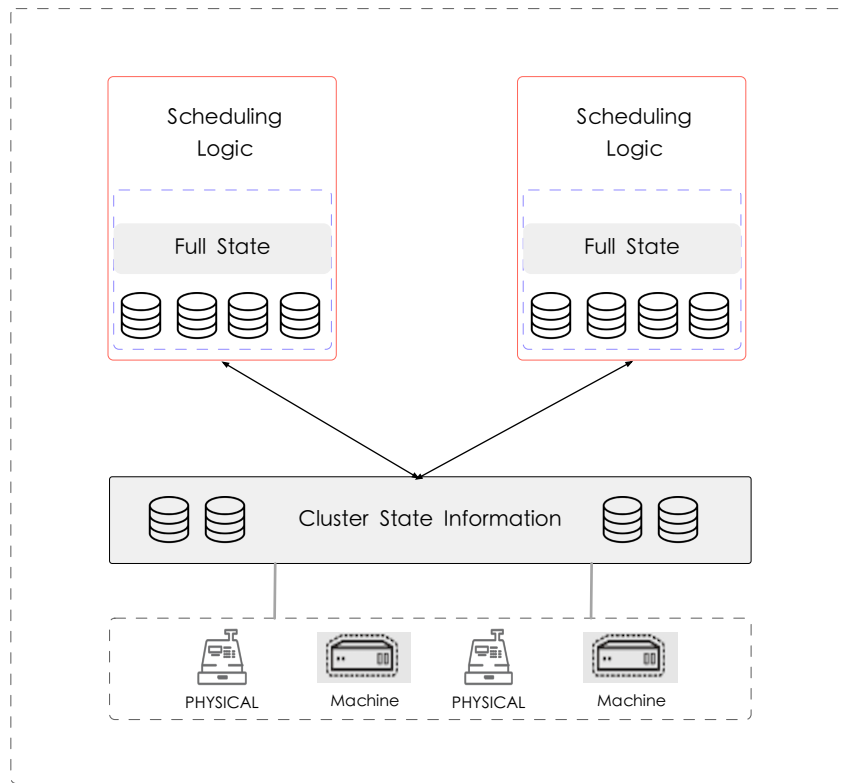 Scheduling
Logic
Scheduling
Logic
Full State
Full State
Cluster State Information
PHYSICAL
Machine
PHYSICAL
Machine